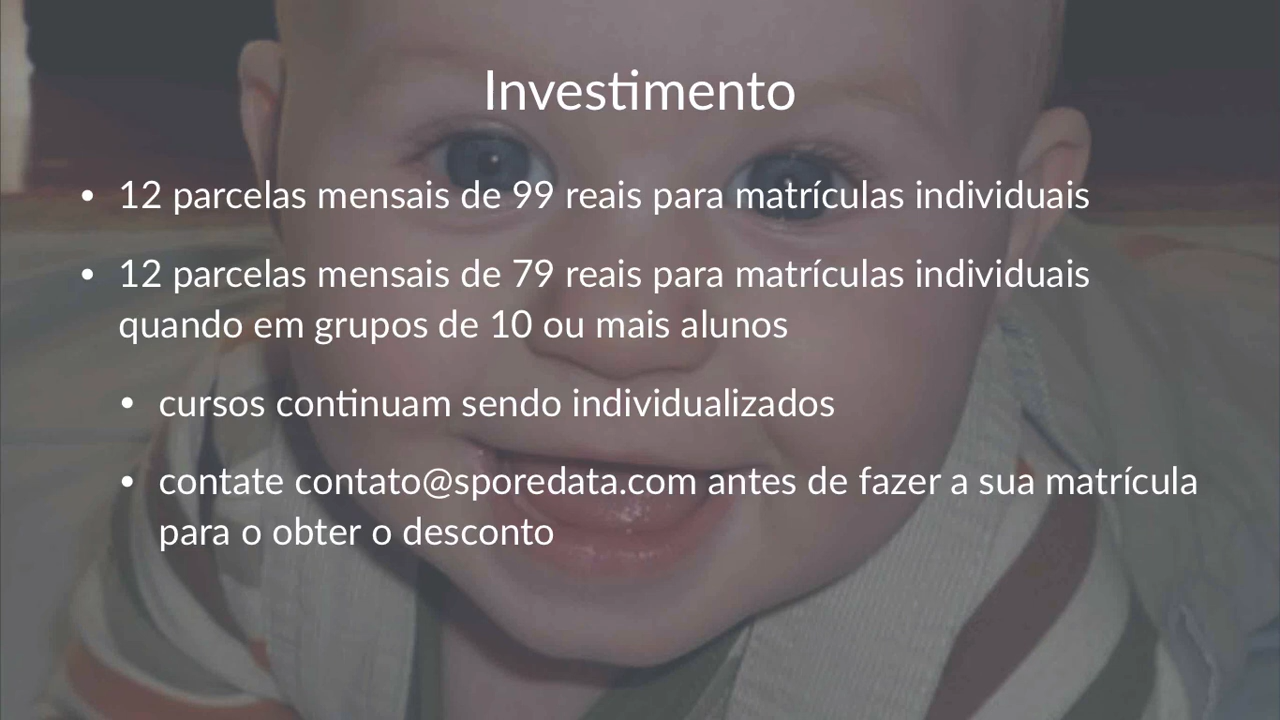 Investimento
• 12 parcelas mensais de 99 reais para matrículas individuais
• 12 parcelas mensais de 79 reais para matrículas individuais
quando em grupos de 10 ou mais alunos
• cursos continuam sendo individualizados
• contate contato@sporedata.com antes de fazer a sua matrícula
para o obter o desconto